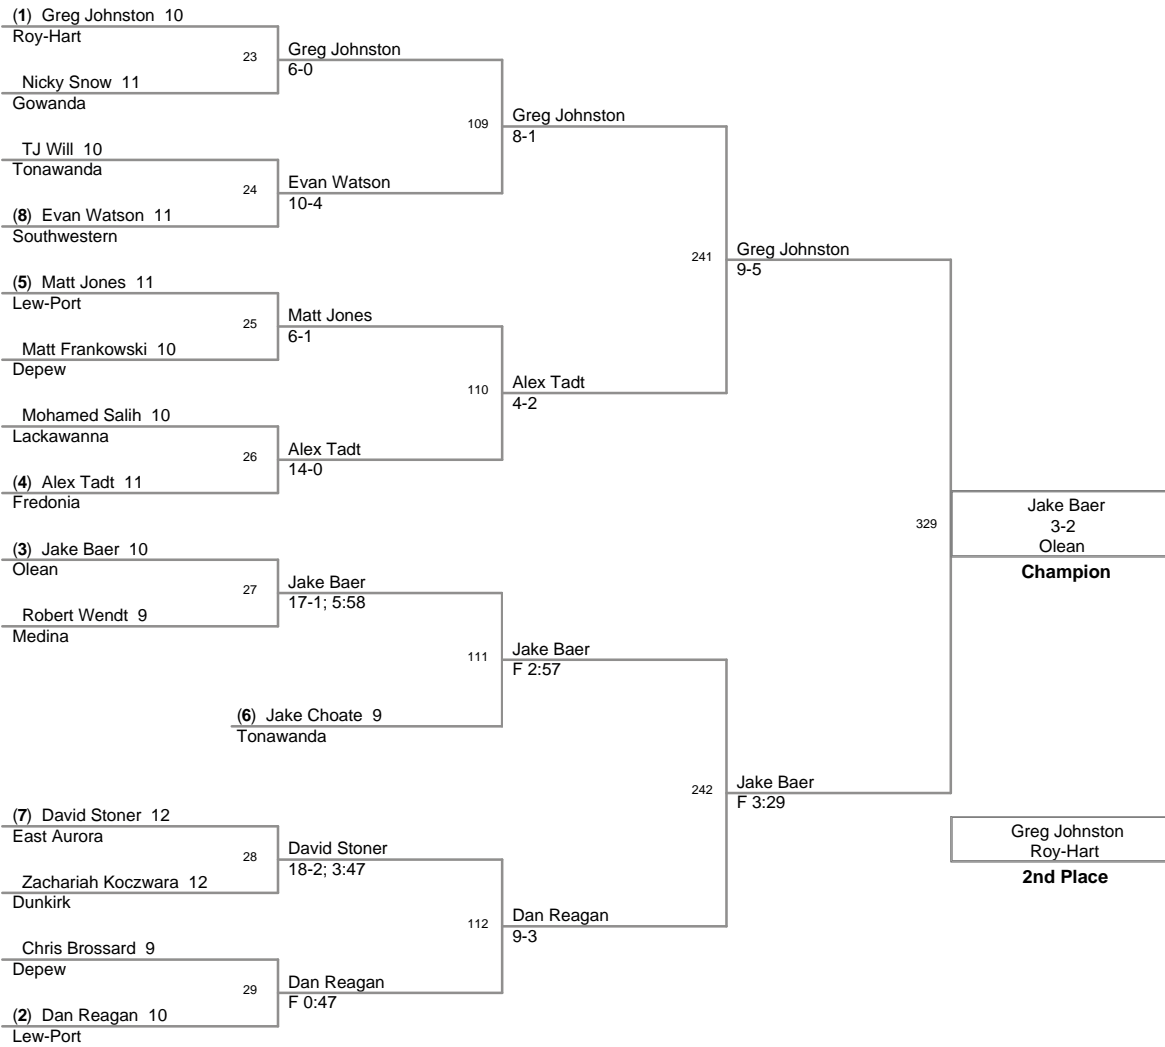 (1) Greg Johnston 10
Roy-Hart
23
Nicky Snow 11
Gowanda
Greg Johnston
6-0
TJ Will 10
Tonawanda
24
(8) Evan Watson 11
Southwestern
Evan Watson
10-4
109
Greg Johnston
8-1
(5) Matt Jones 11
Lew-Port
25
Matt Frankowski 10
Depew
Matt Jones
6-1
Mohamed Salih 10
Lackawanna
26
(4) Alex Tadt 11
Fredonia
Alex Tadt
14-0
110
Alex Tadt
4-2
241
Greg Johnston
9-5
(3) Jake Baer 10
Olean
27
Robert Wendt 9
Medina
Jake Baer
17-1; 5:58
111
(6) Jake Choate 9
Tonawanda
Jake Baer
F 2:57
(7) David Stoner 12
East Aurora
28
Zachariah Koczwara 12
Dunkirk
David Stoner
18-2; 3:47
Chris Brossard 9
Depew
29
(2) Dan Reagan 10
Lew-Port
Dan Reagan
F 0:47
112
Dan Reagan
9-3
242
Jake Baer
F 3:29
329
Jake Baer
3-2
Olean
Champion
Greg Johnston
Roy-Hart
2nd Place